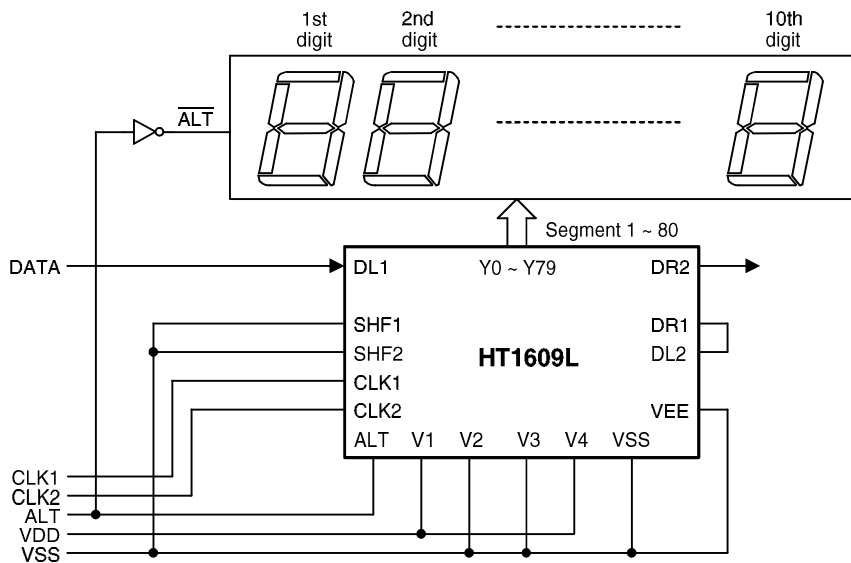 1st digit
2nd digit
10th digit
ALT
Segment 1 ~ 80
DATA
DL1
Y0 ~ Y79
DR2
SHF1
DR1
SHF2
HT1609L
DL2
CLK1
CLK2
VEE
ALT V1 V2 V3 V4 VSS
CLK1
CLK2
ALT
VDD
VSS